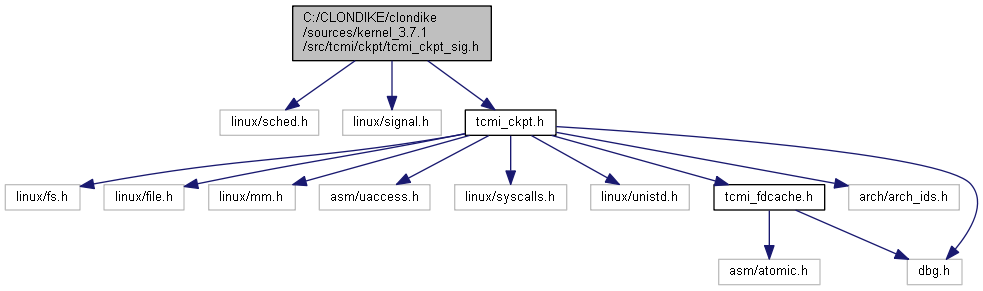 C:/CLONDIKE/clondike
/sources/kernel_3.7.1
/src/tcmi/ckpt/tcmi_ckpt_sig.h
linux/sched.h
linux/signal.h
tcmi_ckpt.h
linux/fs.h
linux/file.h
linux/mm.h
asm/uaccess.h
linux/syscalls.h
linux/unistd.h
tcmi_fdcache.h
arch/arch_ids.h
asm/atomic.h
dbg.h